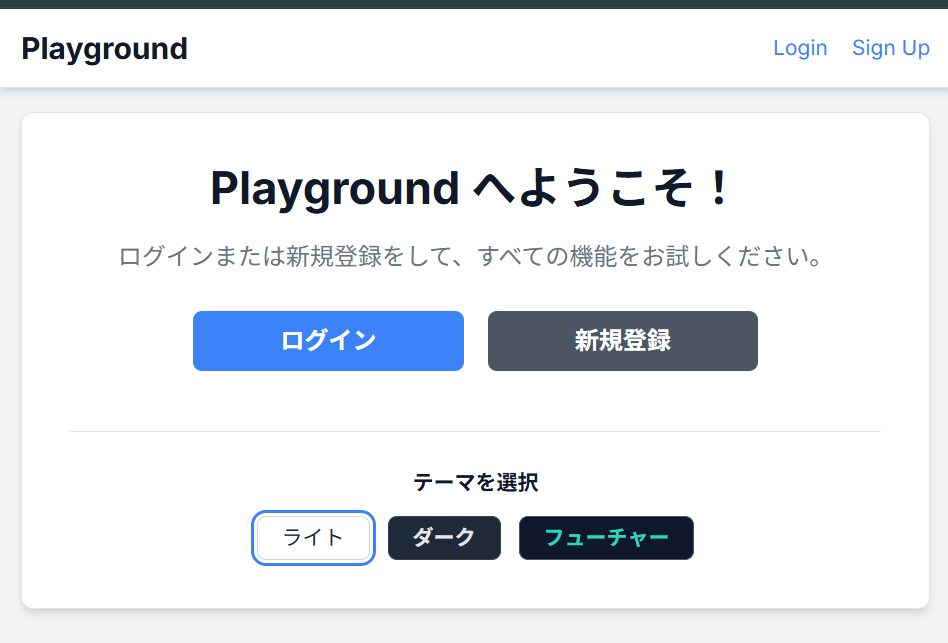 Playground
Login Sign Up
Playground へようこそ！
ログインまたは新規登録をして、すべての機能をお試しください。
ログイン 新規登録
テーマを選択
ライト ダーク フューチャー